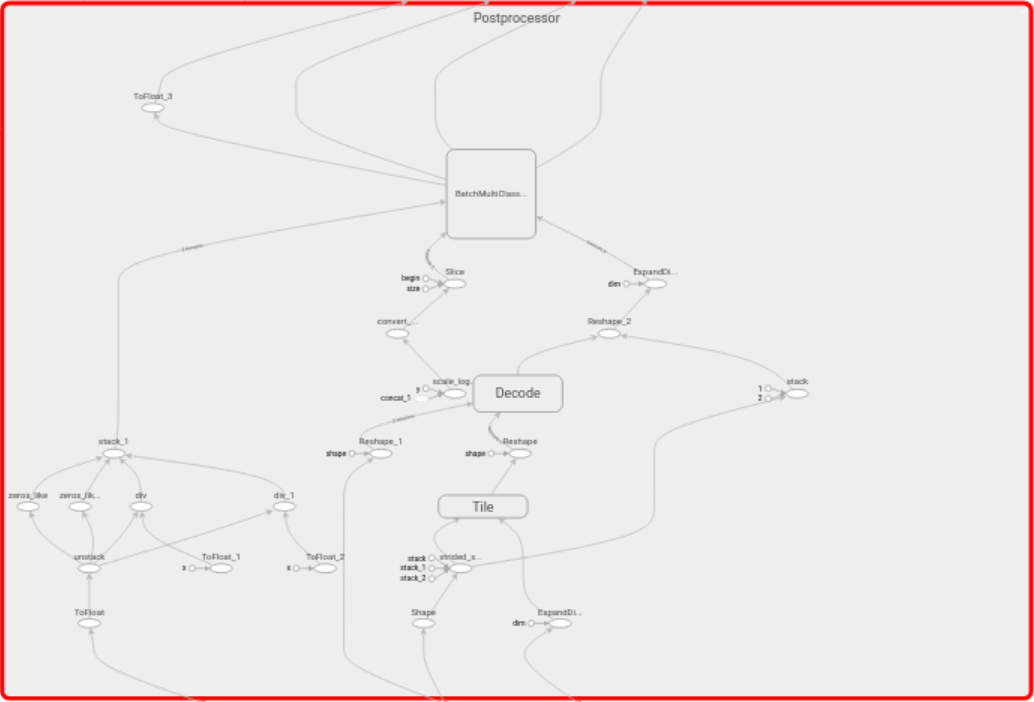 Postprocessor
ToFloat_3
BatchMultiClass...
Slice
begin
size
ExpandDi...
dim
convert_...
Reshape_2
scale_log
y
concat_1
Decode
stack
1
2
stack_1
Reshape_1
shape
Reshape
shape
zeros_like
zeros_lik...
div
div_1
Tile
unstack
ToFloat_1
x
ToFloat_2
x
stack
strided_s...
stack_1
stack_2
ToFloat
Shape
ExpandDi...
dim